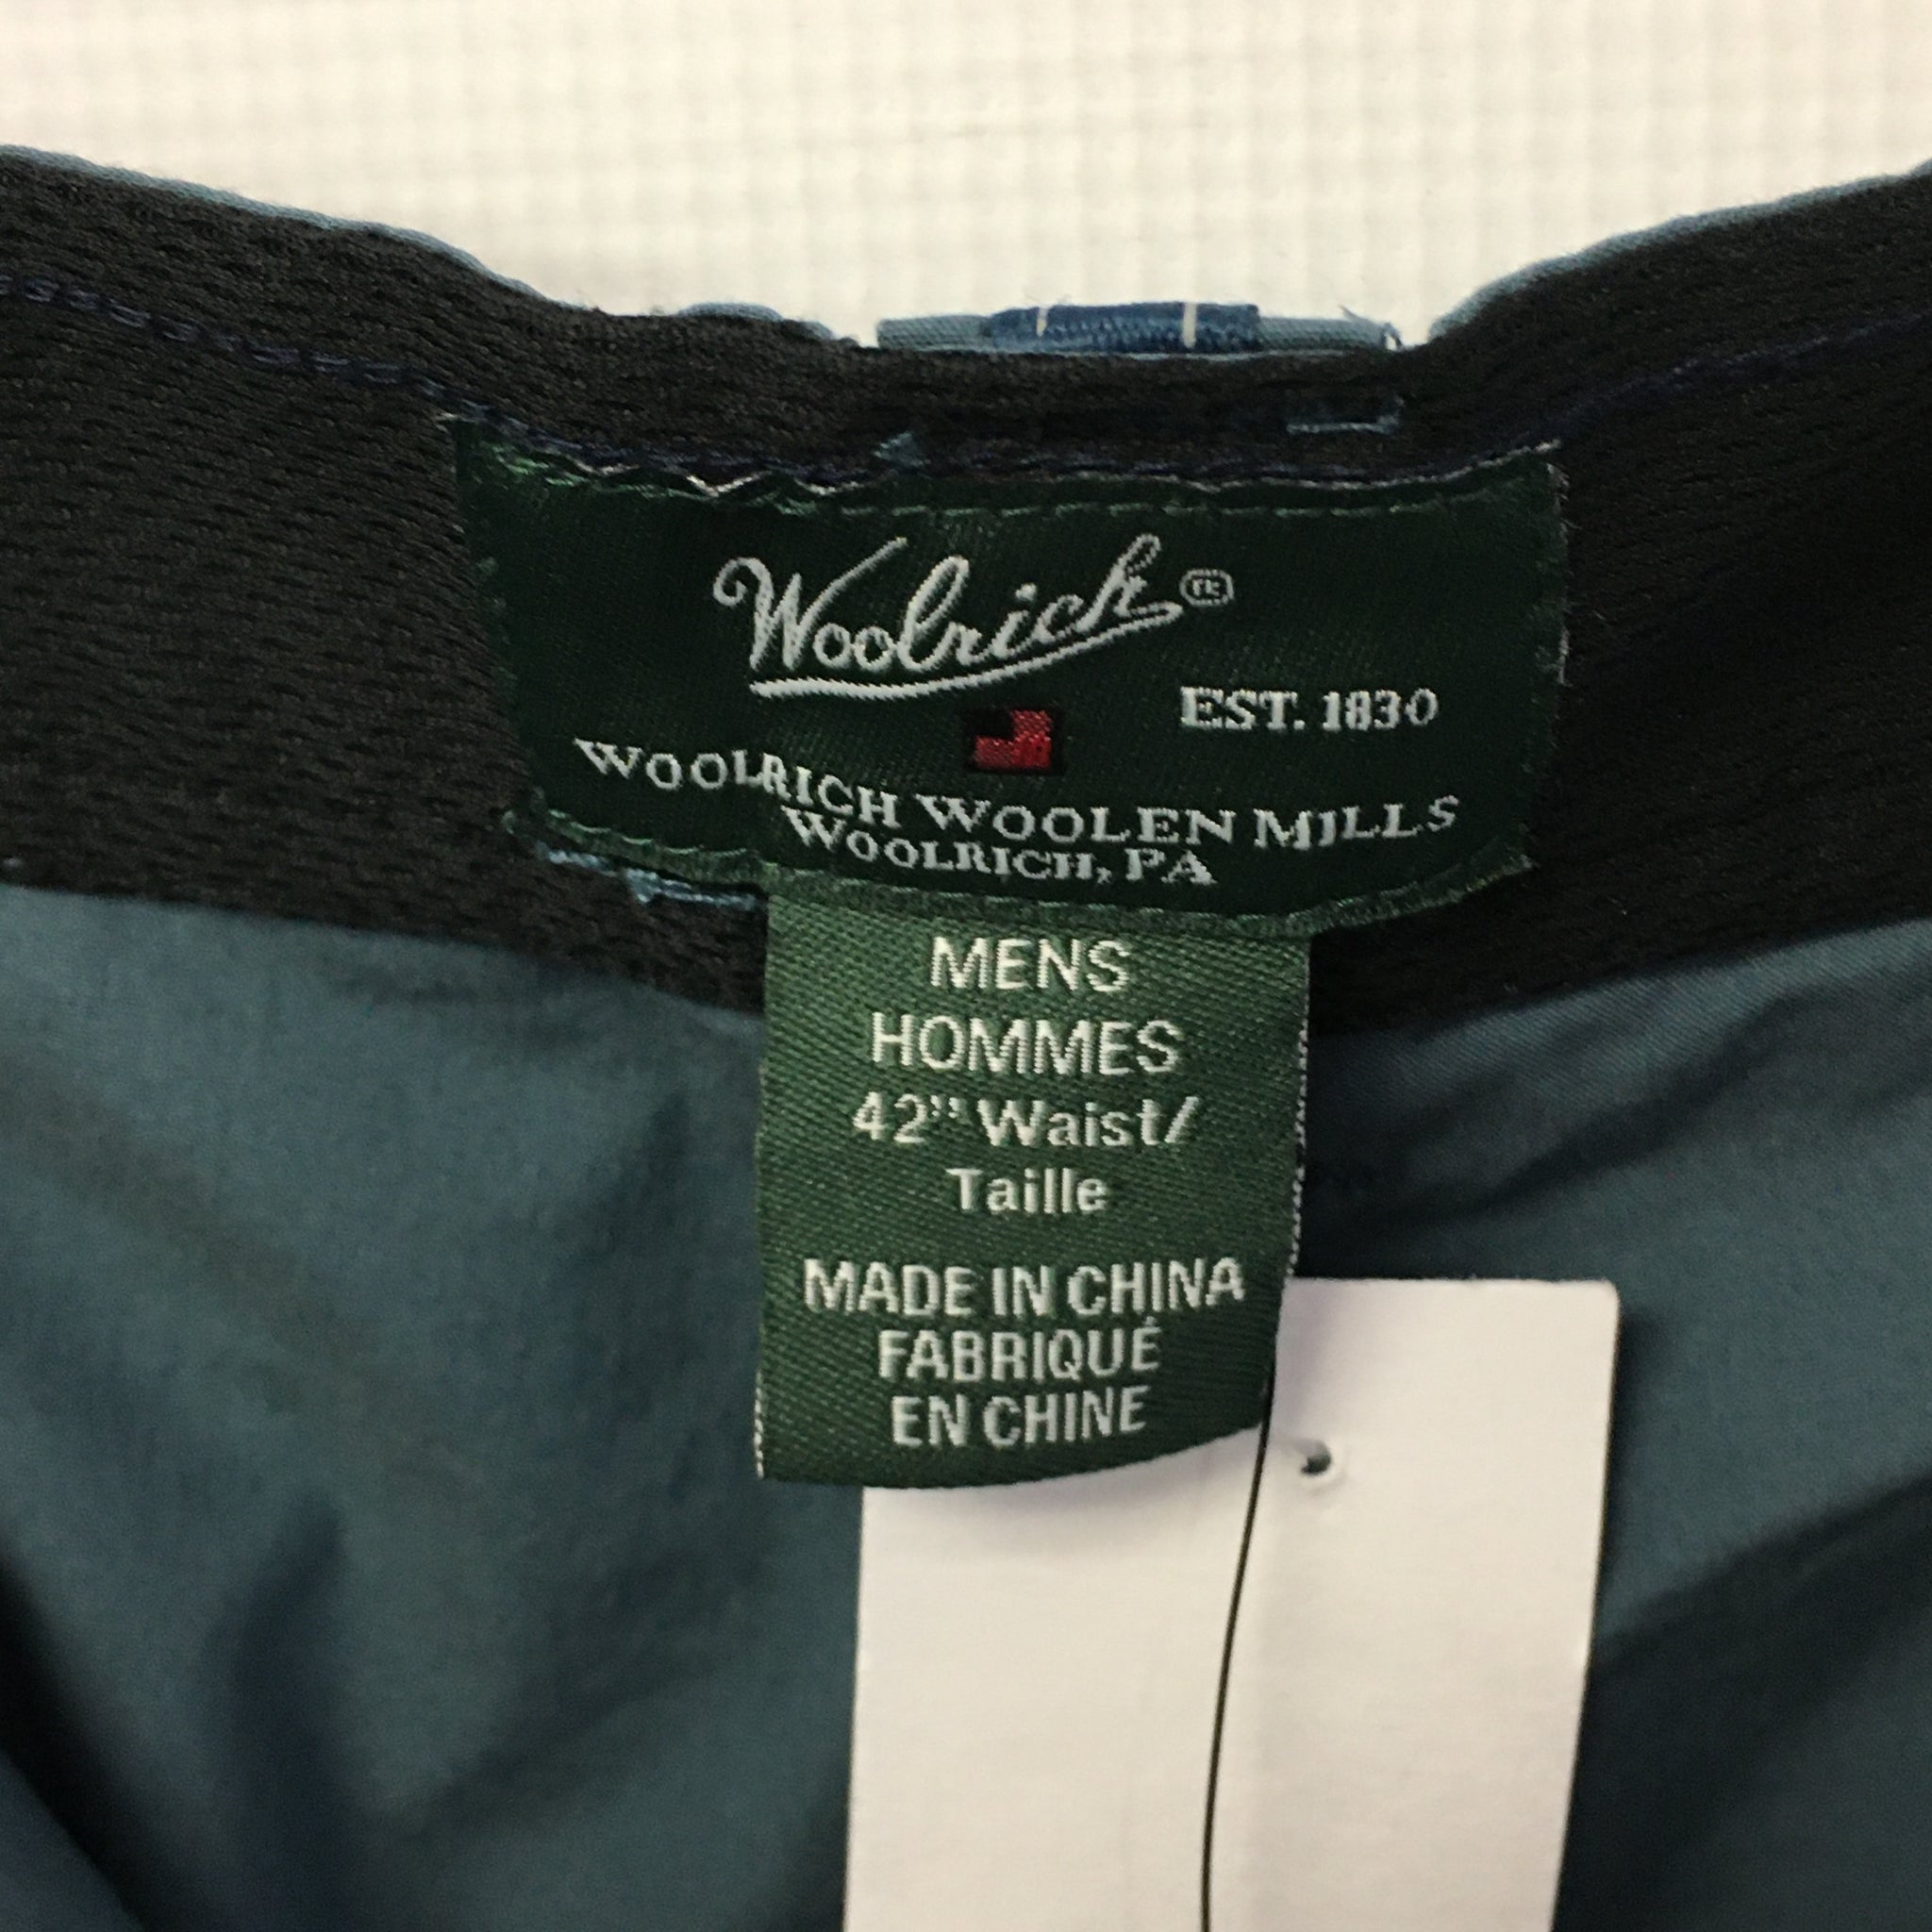 Woolrich®
EST. 1830
WOOLRICH WOOLEN MILLS
WOOLRICH, PA
MENS
HOMMES
42" Waist/
Taille
MADE IN CHINA
FABRIQUÉ
EN CHINE